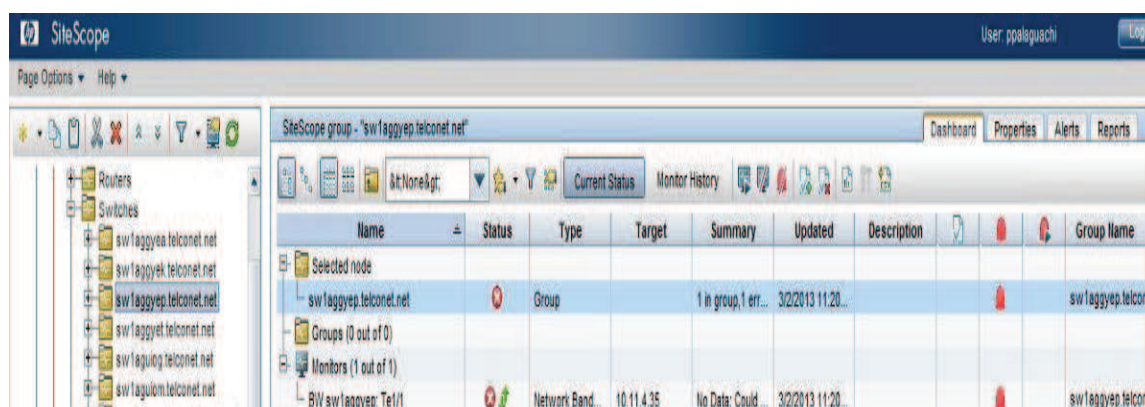 hp SiteScope
User: ppalaguachi
Log
Page Options Help
SiteScope group - "sw1aggyep.telconet.net"
Dashboard Properties Alerts Reports
&lt;None&gt; Current Status Monitor History
Routers
Switches
sw1aggyea.telconet.net
sw1aggyek.telconet.net
sw1aggyep.telconet.net
sw1aggyet.telconet.net
sw1aguiog.telconet.net
sw1aguiom.telconet.net
Name Status Type Target Summary Updated Description Group Name
Selected node
sw1aggyep.telconet.net Group 1 in group,1 err... 3/2/2013 11:20... sw1aggyep.telcon
Groups (0 out of 0)
Monitors (1 out of 1)
BW sw1aggyep: Te1/1 Network Band... 10.11.4.35 No Data: Could... 3/2/2013 11:20... sw1aggyep.telcon